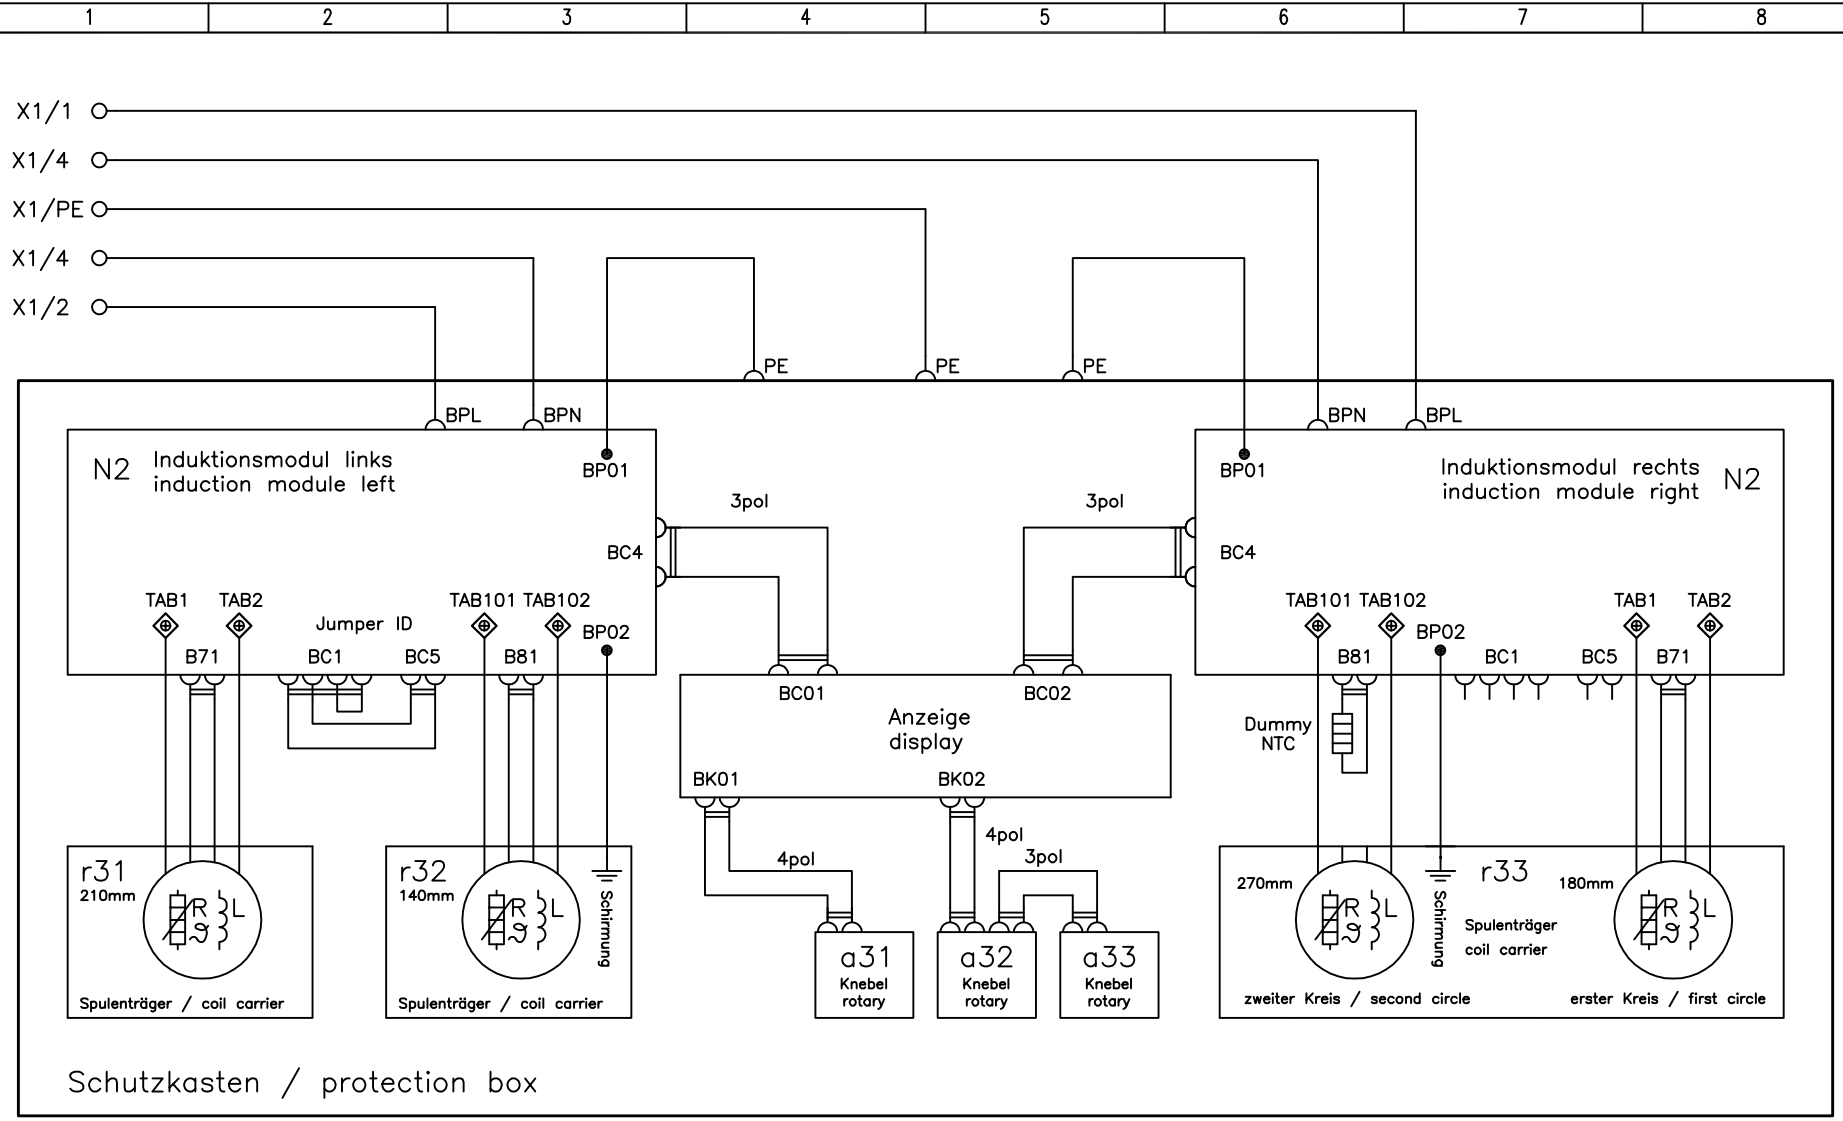 1 2 3 4 5 6 7 8
X1/1
X1/4
X1/PE
X1/4
X1/2
PE PE PE
BPL BPN BPN BPL
N2 Induktionsmodul links
induction module left
BP01
BP01
Induktionsmodul rechts
induction module right
N2
3pol 3pol
BC4 BC4
TAB1 TAB2 TAB101 TAB102
Jumper ID
BP02
B71 BC1 BC5 B81
TAB101 TAB102 TAB1 TAB2
BP02
B81 BC1 BC5 B71
BC01 BC02
Anzeige
display
BK01 BK02
Dummy
NTC
4pol
4pol
3pol
r31
210mm
R L
ϑ
Spulenträger / coil carrier
r32
140mm
R L
ϑ
Schirmung
Spulenträger / coil carrier
a31
Knebel
rotary
a32
Knebel
rotary
a33
Knebel
rotary
270mm
R L
ϑ
Schirmung
zweiter Kreis / second circle
r33
Spulenträger
coil carrier
180mm
R L
ϑ
erster Kreis / first circle
Schutzkasten / protection box